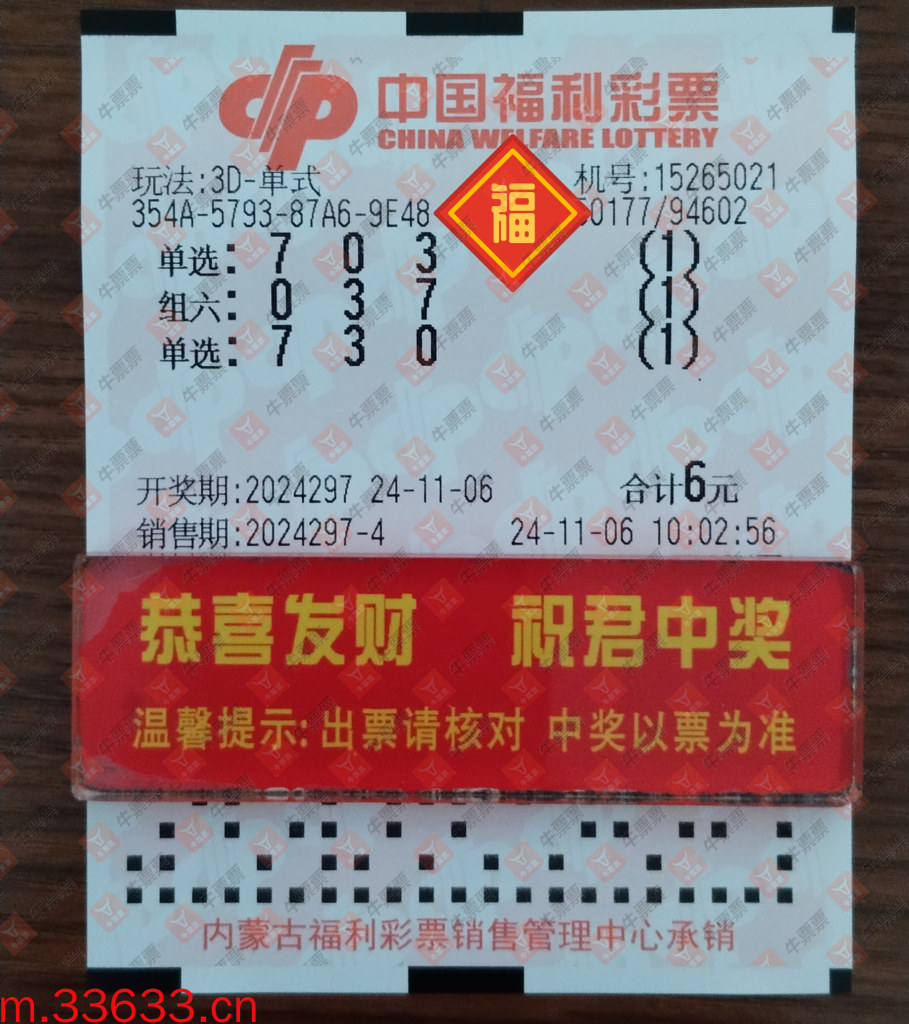 中国福利彩票
CHINA WELFARE LOTTERY
玩法:3D-单式 机号:15265021
354A-5793-87A6-9E48 福 0177/94602
单选: 7 0 3 (1)
组六: 0 3 7 (1)
单选: 7 3 0 (1)
开奖期:2024297 24-11-06 合计6元
销售期:2024297-4 24-11-06 10:02:56
恭喜发财 祝君中奖
温馨提示: 出票请核对 中奖以票为准
内蒙古福利彩票销售管理中心承销
m.33633.cn
牛票票